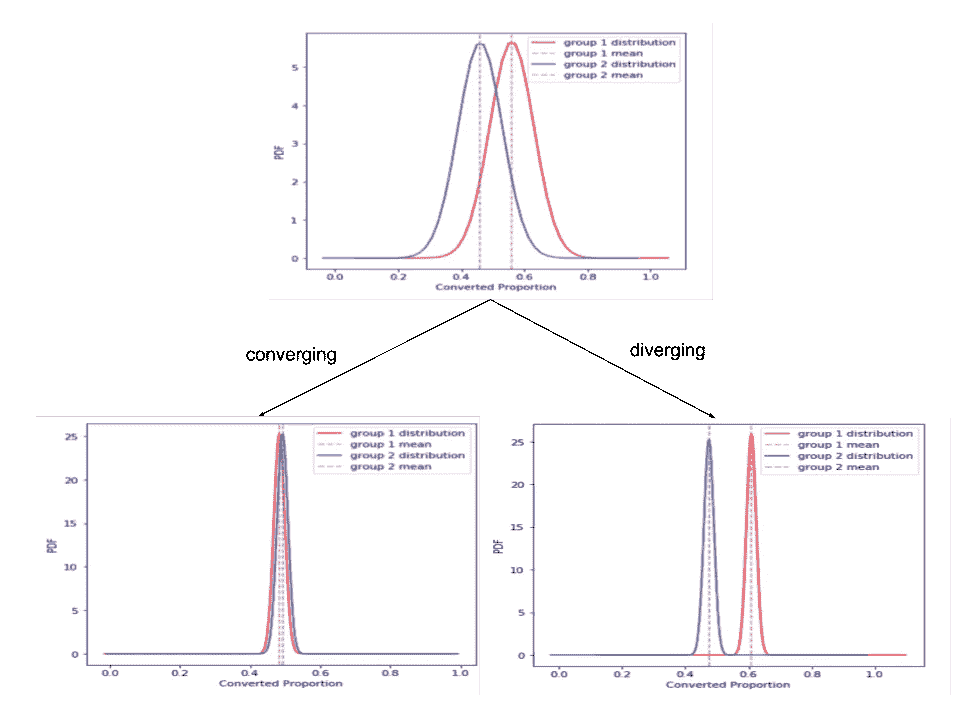 group 1 distribution
group 1 mean
group 2 distribution
group 2 mean
PDF
5
4
3
2
1
0
0.0 0.2 0.4 0.6 0.8 1.0
Converted Proportion
converging
diverging
group 1 distribution
group 1 mean
group 2 distribution
group 2 mean
PDF
25
20
15
10
5
0
0.0 0.2 0.4 0.6 0.8 1.0
Converted Proportion
group 1 distribution
group 1 mean
group 2 distribution
group 2 mean
PDF
25
20
15
10
5
0
0.0 0.2 0.4 0.6 0.8 1.0
Converted Proportion